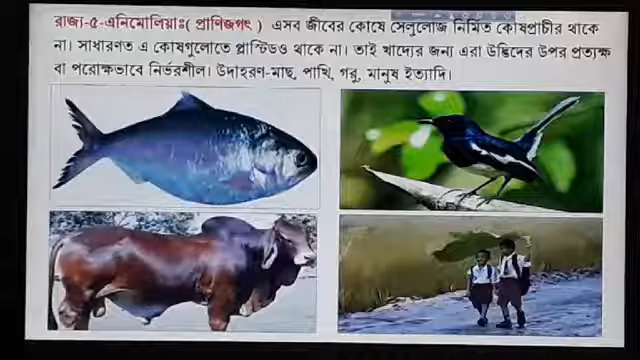 রাজ্য-৫-এনিমোলিয়াঃ( প্রাণিজগৎ ) এসব জীবের কোষে সেলুলোজ নির্মিত কোষপ্রাচীর থাকে
না। সাধারণত এ কোষগুলোতে প্লাস্টিডও থাকে না। তাই খাদ্যের জন্য এরা উদ্ভিদের উপর প্রত্যক্ষ
বা পরোক্ষভাবে নির্ভরশীল। উদাহরণ-মাছ, পাখি, গরু, মানুষ ইত্যাদি।